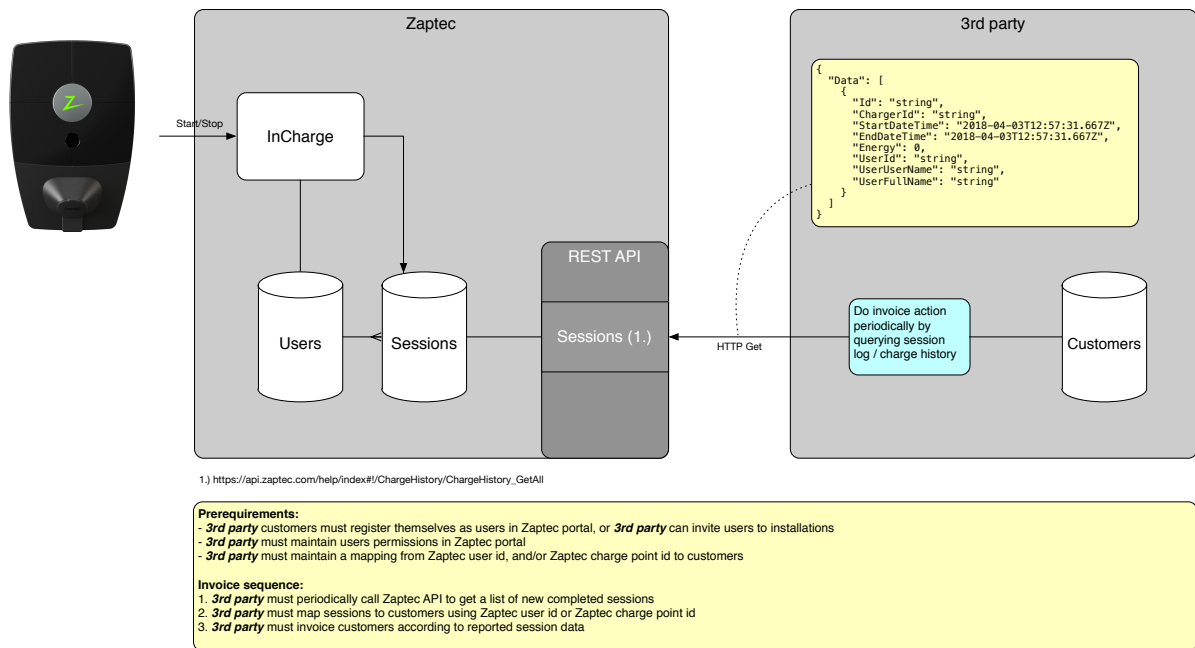 Zaptec
3rd party
Z
Start/Stop
InCharge
{
  "Data": [
    {
      "Id": "string",
      "ChargerId": "string",
      "StartDateTime": "2018-04-03T12:57:31.667Z",
      "EndDateTime": "2018-04-03T12:57:31.667Z",
      "Energy": 0,
      "UserId": "string",
      "UserUserName": "string",
      "UserFullName": "string"
    }
  ]
}
REST API
Users
Sessions
Sessions (1.)
HTTP Get
Do invoice action
periodically by
querying session
log / charge history
Customers
1.) https://api.zaptec.com/help/index#!/ChargeHistory/ChargeHistory_GetAll
Prerequirements:
- 3rd party customers must register themselves as users in Zaptec portal, or 3rd party can invite users to installations
- 3rd party must maintain users permissions in Zaptec portal
- 3rd party must maintain a mapping from Zaptec user id, and/or Zaptec charge point id to customers
Invoice sequence:
1. 3rd party must periodically call Zaptec API to get a list of new completed sessions
2. 3rd party must map sessions to customers using Zaptec user id or Zaptec charge point id
3. 3rd party must invoice customers according to reported session data